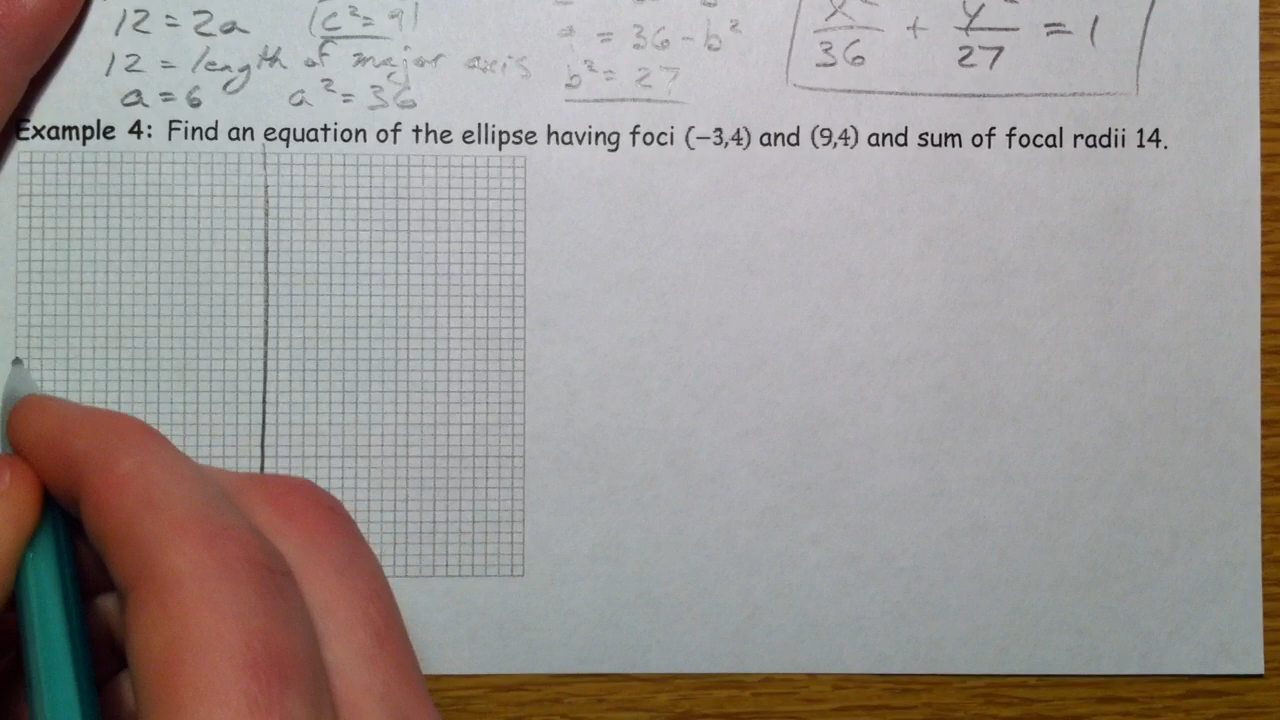 12 = 2a (c² = 9) = 36 - b² x/36 + y/27 = 1
12 = length of major axis b² = 27
a = 6 a² = 36
Example 4: Find an equation of the ellipse having foci (−3,4) and (9,4) and sum of focal radii 14.